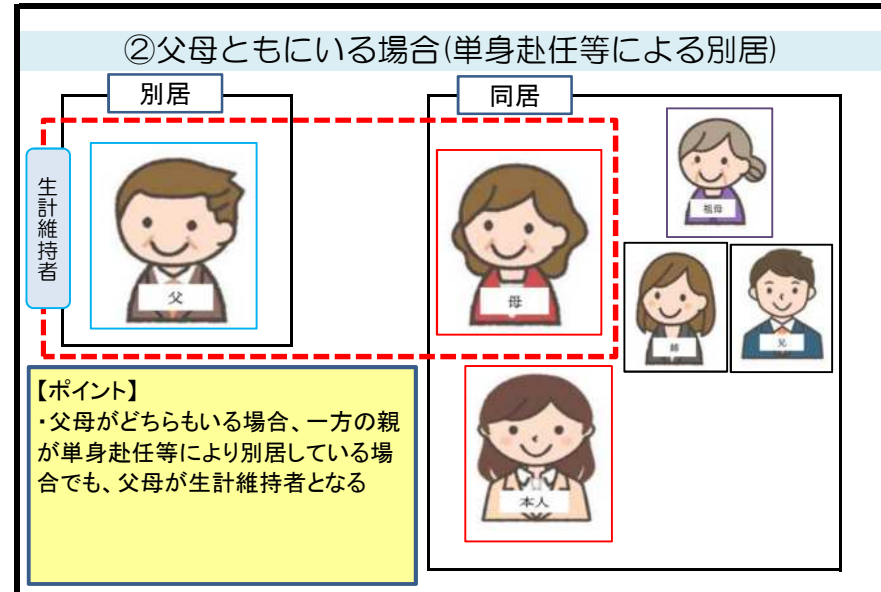 ②父母ともにいる場合(単身赴任等による別居)
別居
同居
生計維持者
父
母
祖母
姉
兄
本人
【ポイント】
・父母がどちらもいる場合、一方の親
が単身赴任等により別居している場
合でも、父母が生計維持者となる